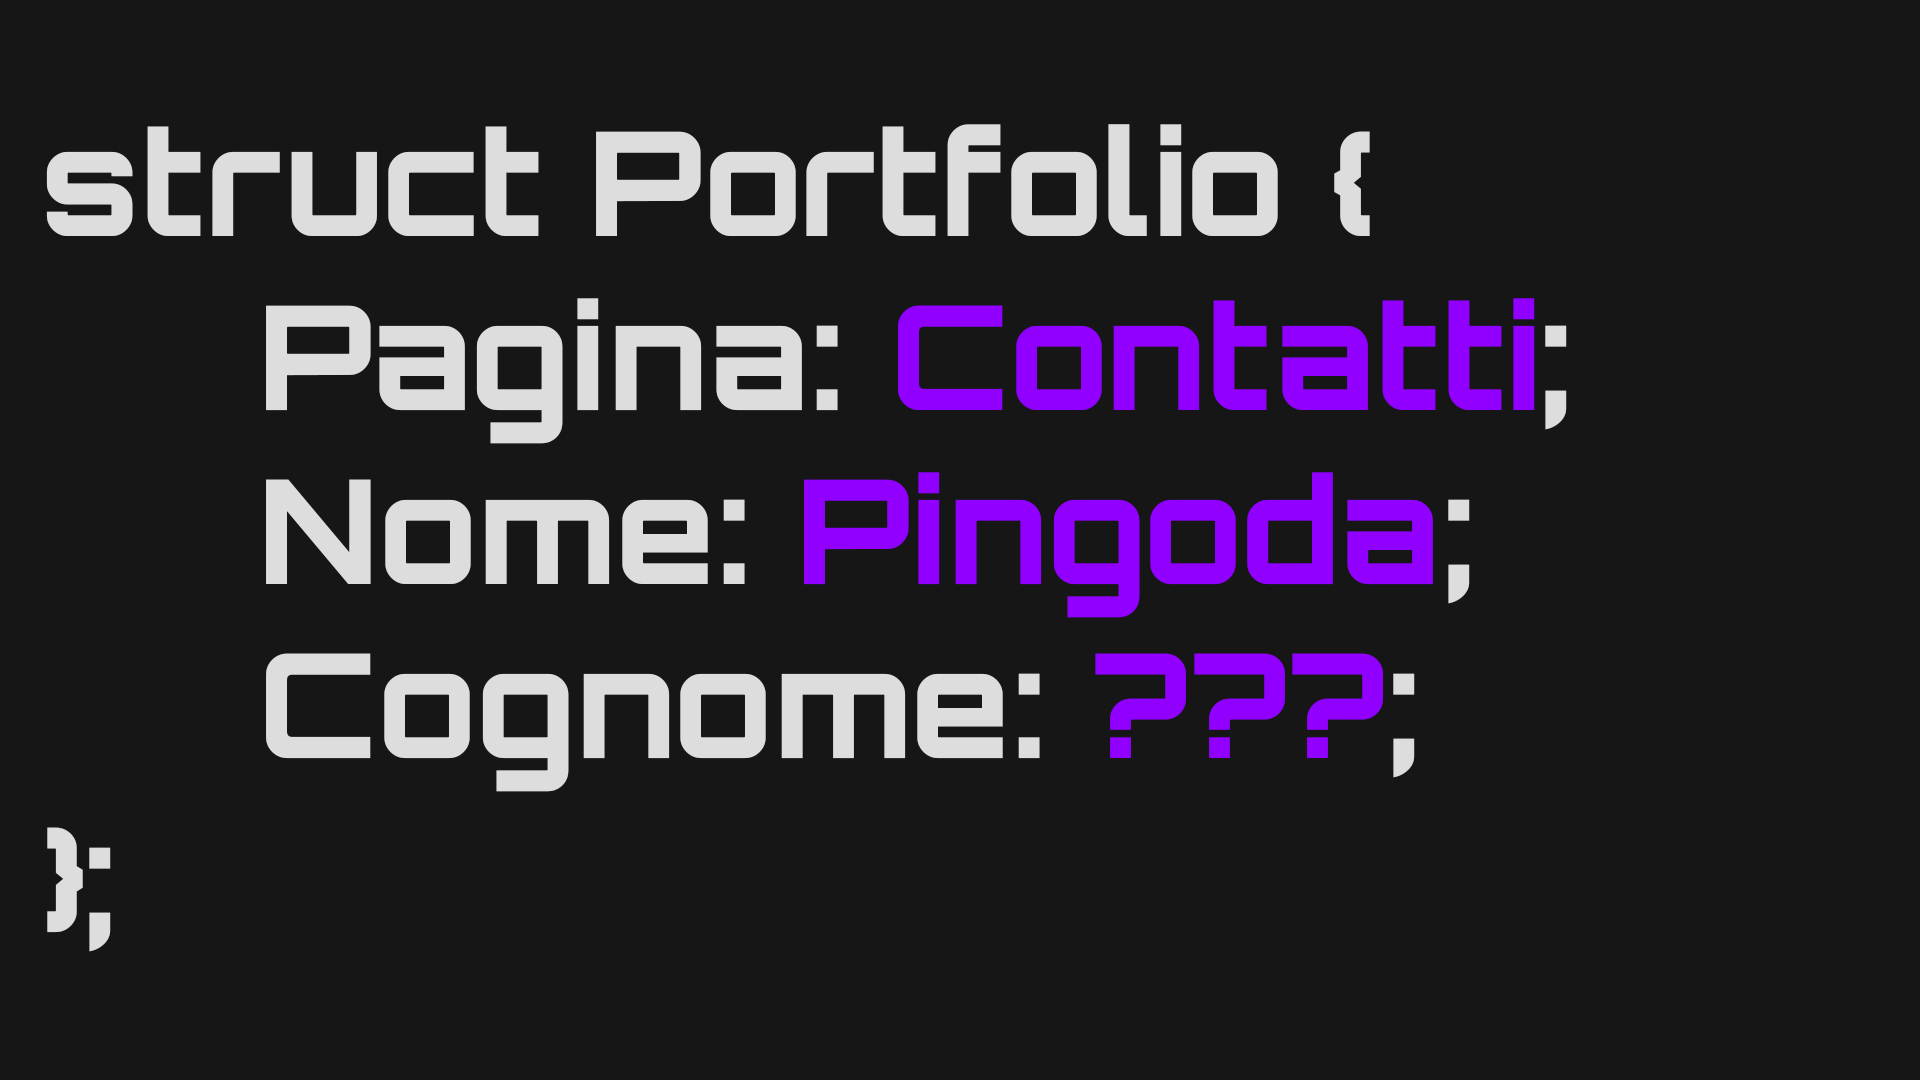 struct Portfolio {
Pagina: Contatti;
Nome: Pingoda;
Cognome: ???;
};